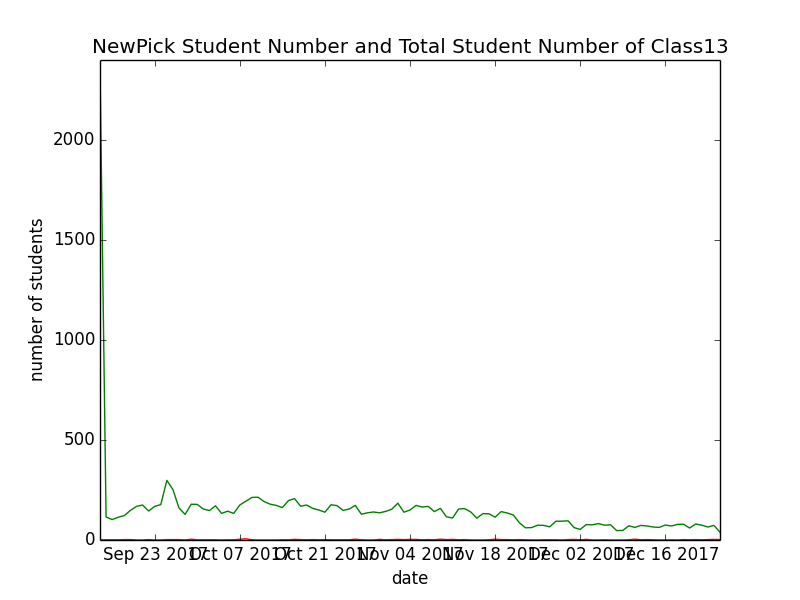 NewPick Student Number and Total Student Number of Class13
2000
1500
1000
500
0
number of students
Sep 23 2017 Oct 07 2017 Oct 21 2017 Nov 04 2017 Nov 18 2017 Dec 02 2017 Dec 16 2017
date